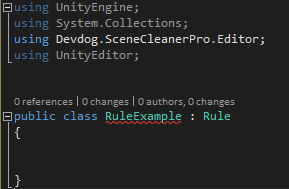 using UnityEngine;
using System.Collections;
using Devdog.SceneCleanerPro.Editor;
using UnityEditor;
0 references | 0 changes | 0 authors, 0 changes
public class RuleExample : Rule
{
}